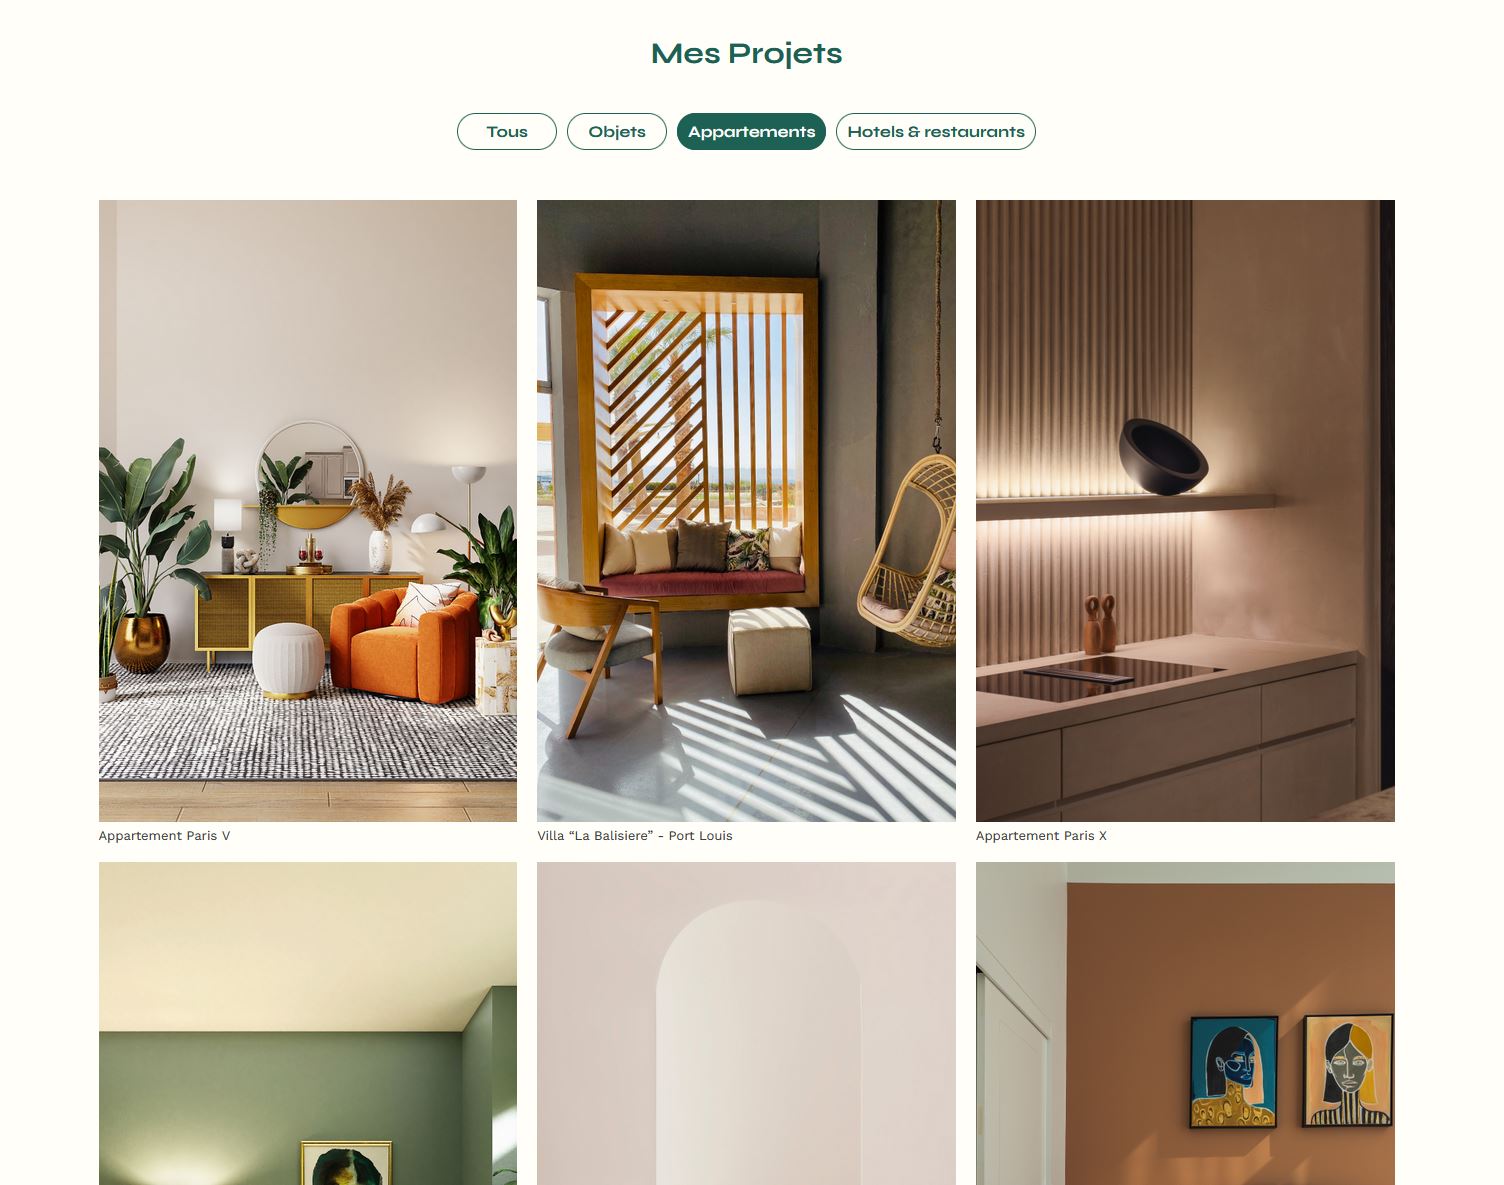 Mes Projets
Tous
Objets
Appartements
Hotels & restaurants
Appartement Paris V
Villa “La Balisiere” - Port Louis
Appartement Paris X